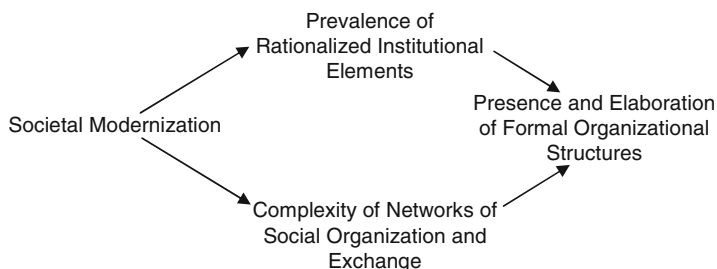 Prevalence of
Rationalized Institutional
Elements
Societal Modernization
Presence and Elaboration
of Formal Organizational
Structures
Complexity of Networks of
Social Organization and
Exchange